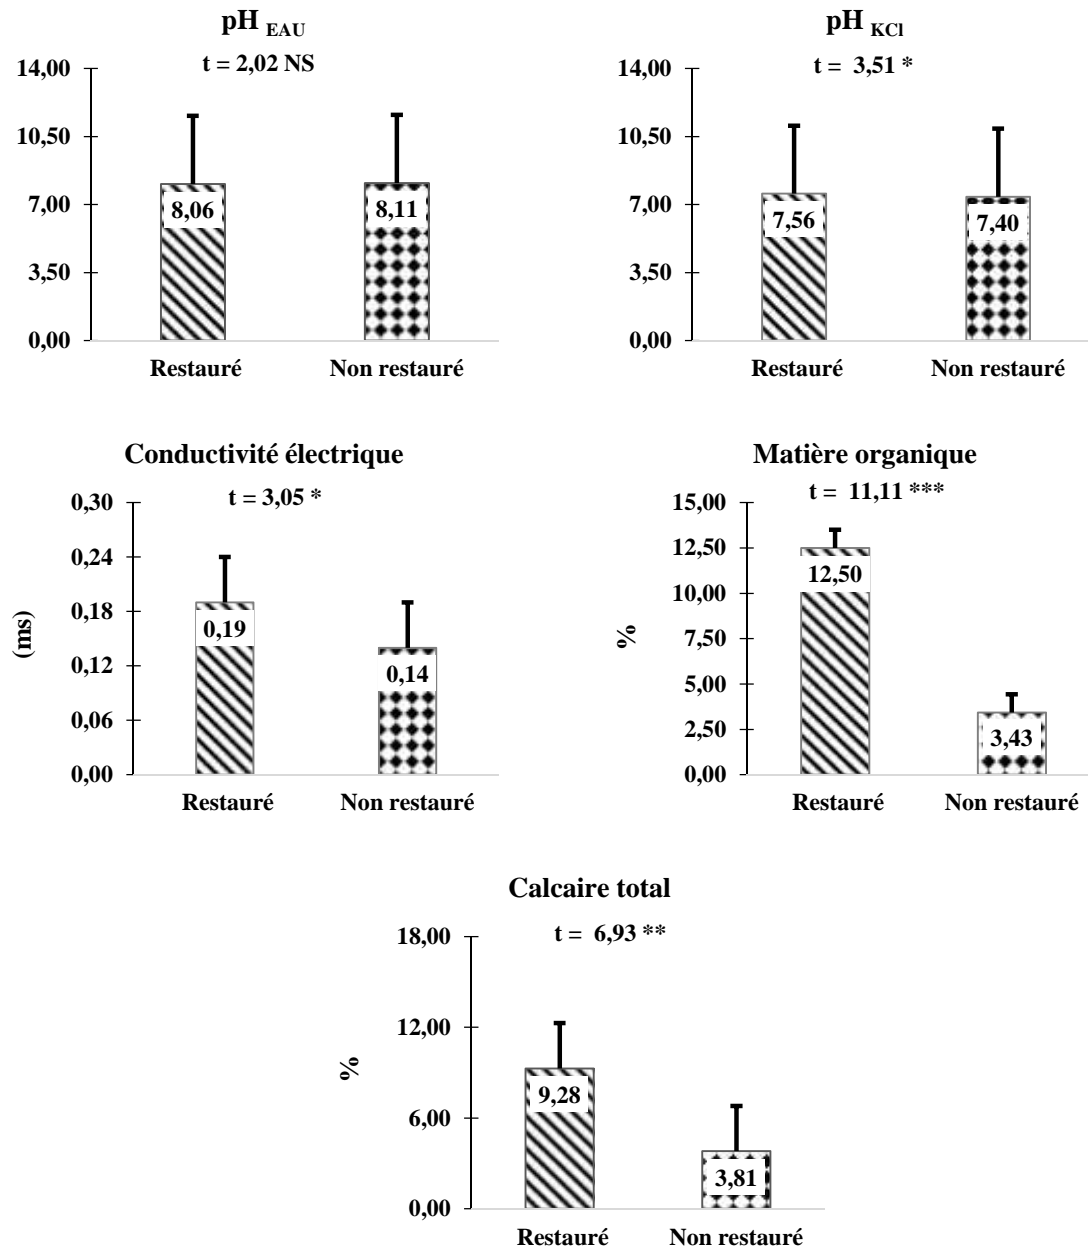 pH EAU
t = 2,02 NS
14,00
10,50
7,00
3,50
0,00
8,06
8,11
Restauré
Non restauré
pH KCl
t = 3,51 *
14,00
10,50
7,00
3,50
0,00
7,56
7,40
Restauré
Non restauré
Conductivité électrique
t = 3,05 *
(ms)
0,30
0,24
0,18
0,12
0,06
0,00
0,19
0,14
Restauré
Non restauré
Matière organique
t = 11,11 ***
%
15,00
12,50
10,00
7,50
5,00
2,50
0,00
12,50
3,43
Restauré
Non restauré
Calcaire total
t = 6,93 **
%
18,00
12,00
6,00
0,00
9,28
3,81
Restauré
Non restauré